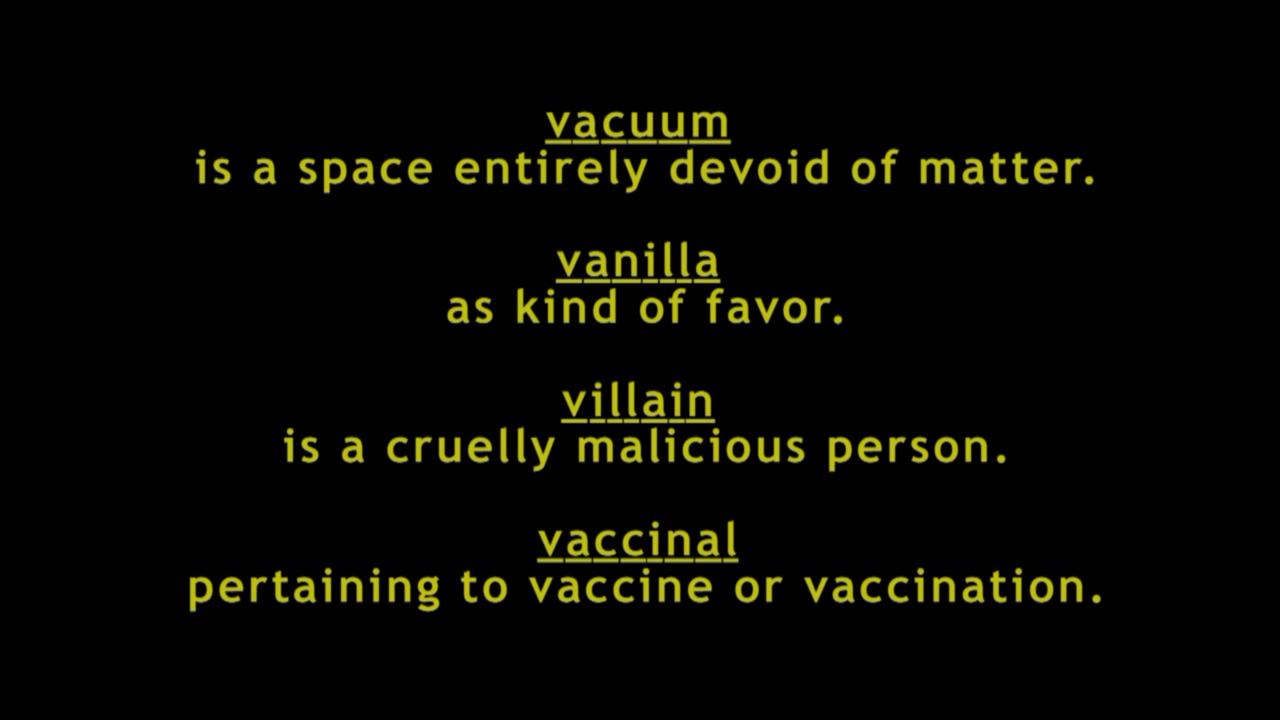 vacuum
is a space entirely devoid of matter.
vanilla
as kind of favor.
villain
is a cruelly malicious person.
vaccinal
pertaining to vaccine or vaccination.